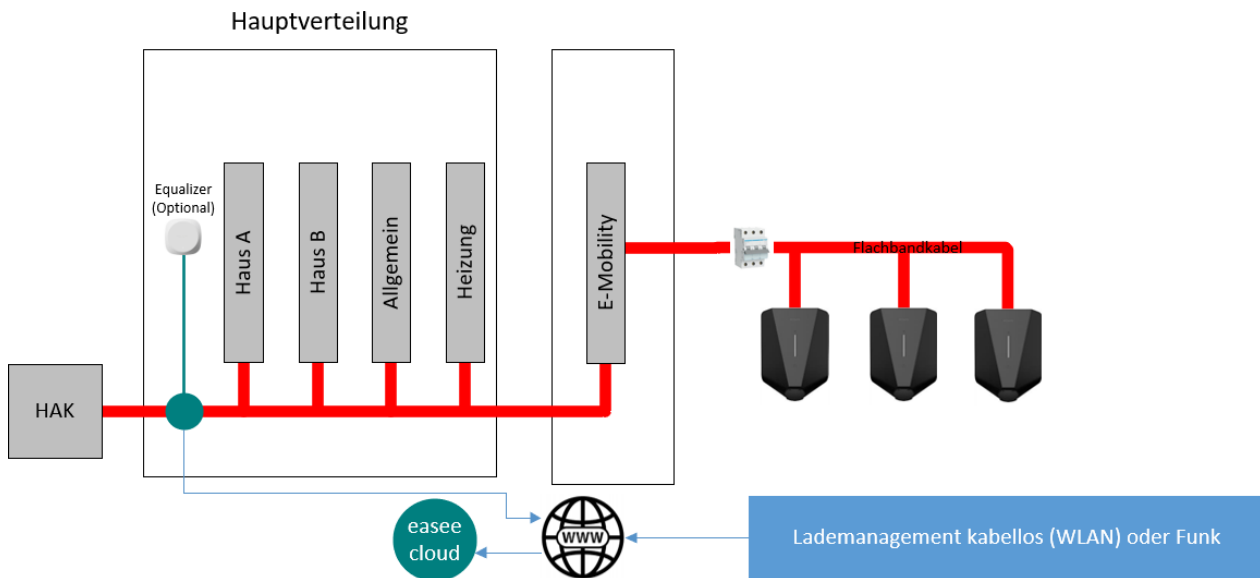 Hauptverteilung
Equalizer
(Optional)
Haus A
Haus B
Allgemein
Heizung
E-Mobility
Flachbandkabel
HAK
easee
cloud
WWW
Lademanagement kabellos (WLAN) oder Funk